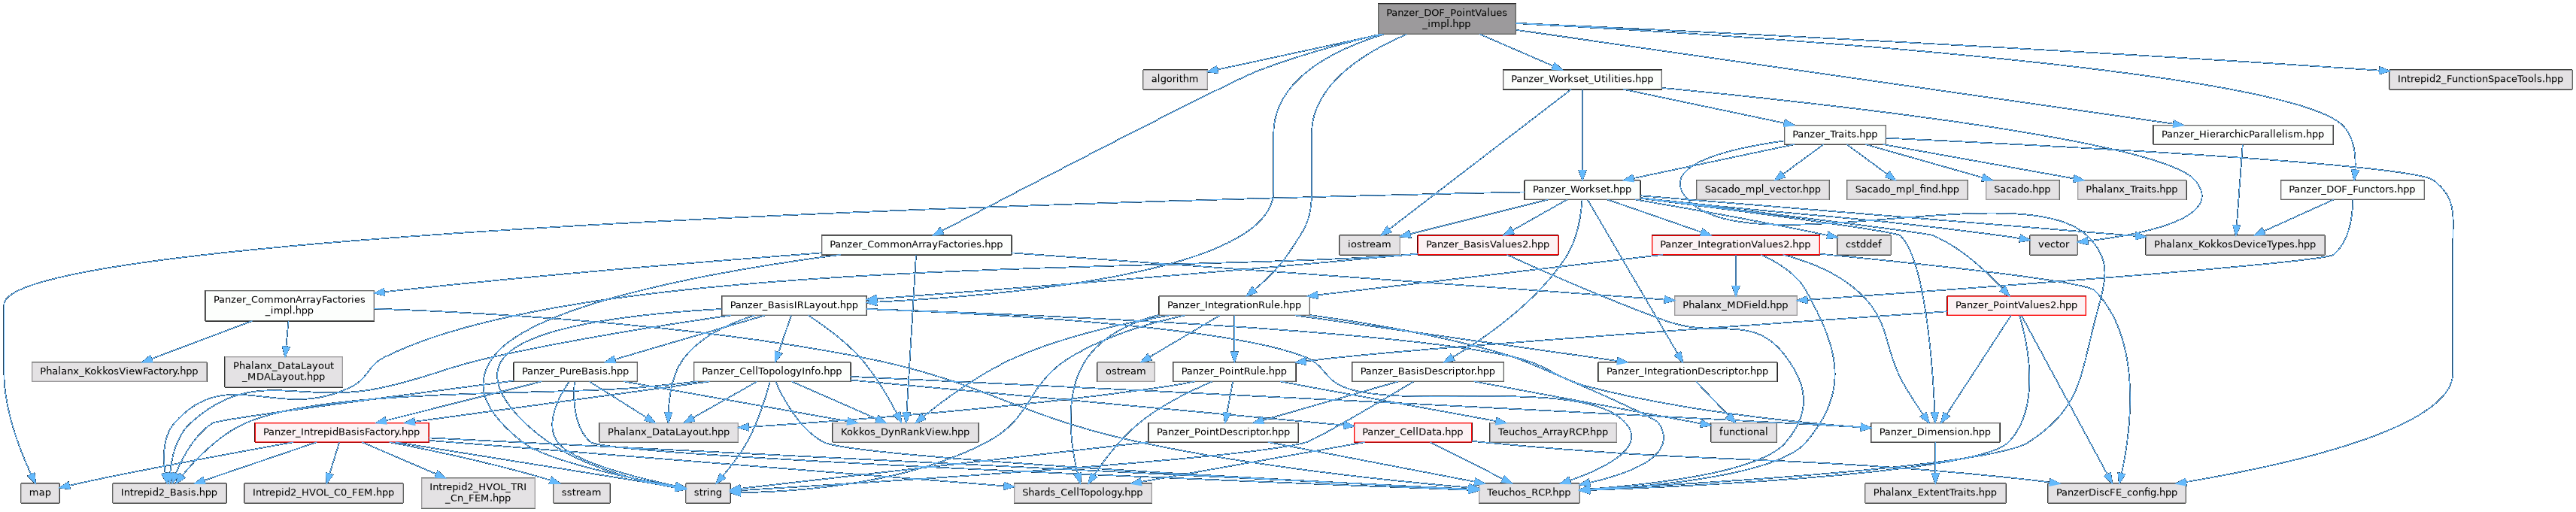 Panzer_DOF_PointValues
_impl.hpp
algorithm
Panzer_Workset_Utilities.hpp
Intrepid2_FunctionSpaceTools.hpp
Panzer_Traits.hpp
Panzer_HierarchicParallelism.hpp
Panzer_Workset.hpp
Sacado_mpl_vector.hpp
Sacado_mpl_find.hpp
Sacado.hpp
Phalanx_Traits.hpp
Panzer_DOF_Functors.hpp
Panzer_CommonArrayFactories.hpp
iostream
Panzer_BasisValues2.hpp
Panzer_IntegrationValues2.hpp
cstddef
vector
Phalanx_KokkosDeviceTypes.hpp
Panzer_CommonArrayFactories
_impl.hpp
Panzer_BasisIRLayout.hpp
Panzer_IntegrationRule.hpp
Phalanx_MDField.hpp
Panzer_PointValues2.hpp
Phalanx_KokkosViewFactory.hpp
Phalanx_DataLayout
_MDALayout.hpp
Panzer_PureBasis.hpp
Panzer_CellTopologyInfo.hpp
ostream
Panzer_PointRule.hpp
Panzer_BasisDescriptor.hpp
Panzer_IntegrationDescriptor.hpp
Panzer_IntrepidBasisFactory.hpp
Phalanx_DataLayout.hpp
Kokkos_DynRankView.hpp
Panzer_PointDescriptor.hpp
Panzer_CellData.hpp
Teuchos_ArrayRCP.hpp
functional
Panzer_Dimension.hpp
map
Intrepid2_Basis.hpp
Intrepid2_HVOL_C0_FEM.hpp
Intrepid2_HVOL_TRI
_Cn_FEM.hpp
sstream
string
Shards_CellTopology.hpp
Teuchos_RCP.hpp
Phalanx_ExtentTraits.hpp
PanzerDiscFE_config.hpp